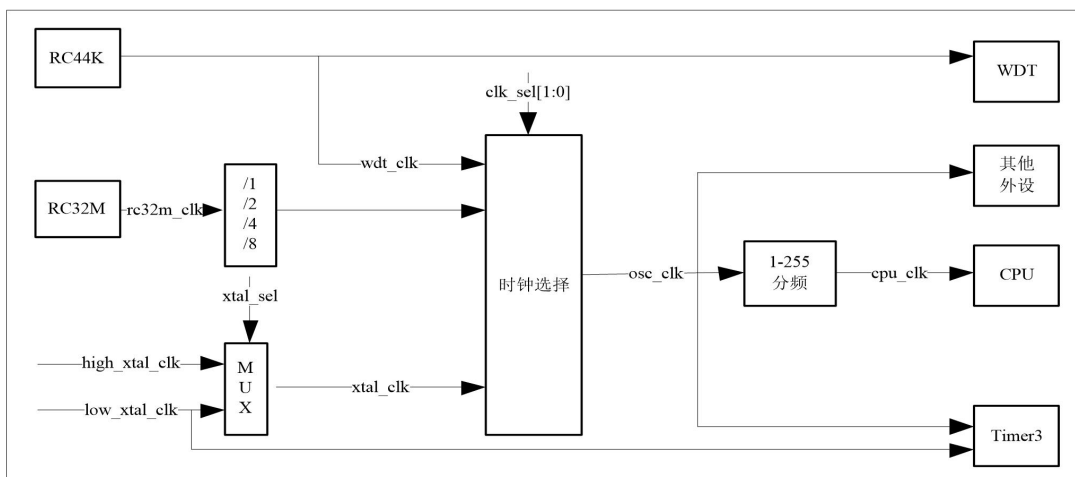 RC44K
WDT
clk_sel[1:0]
wdt_clk
其他
外设
RC32M
rc32m_clk
/1
/2
/4
/8
时钟选择
osc_clk
1-255
分频
cpu_clk
CPU
xtal_sel
high_xtal_clk
low_xtal_clk
M
U
X
xtal_clk
Timer3